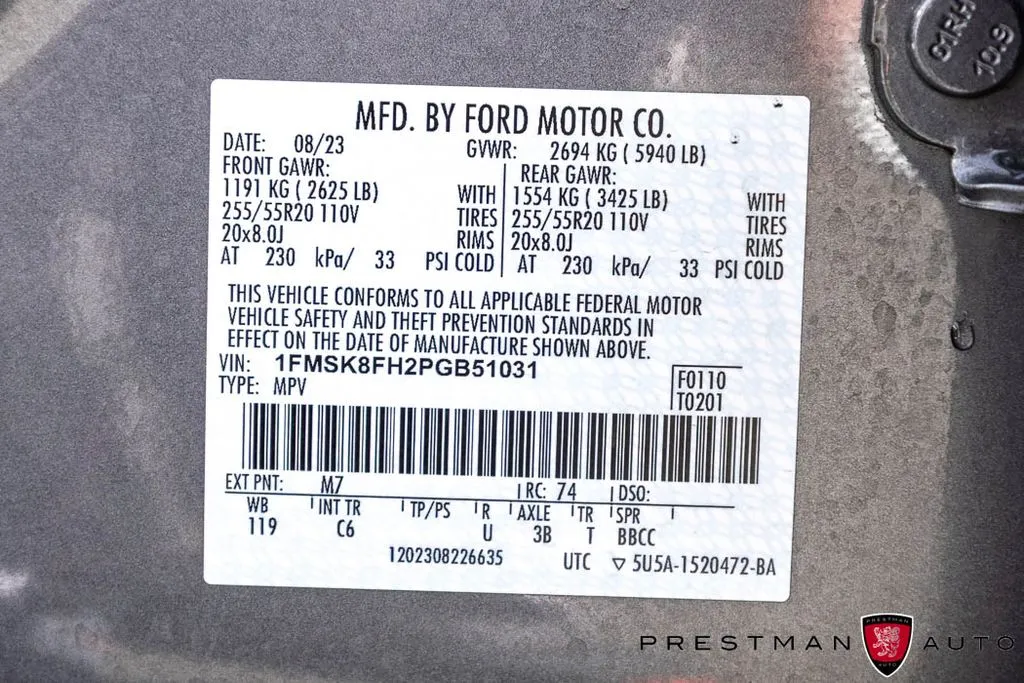 01RH
10.9
MFD. BY FORD MOTOR CO.
DATE: 08/23 GVWR: 2694 KG ( 5940 LB)
FRONT GAWR: REAR GAWR:
1191 KG ( 2625 LB) WITH 1554 KG ( 3425 LB) WITH
255/55R20 110V TIRES 255/55R20 110V TIRES
20x8.0J RIMS 20x8.0J RIMS
AT 230 kPa/ 33 PSI COLD AT 230 kPa/ 33 PSI COLD
THIS VEHICLE CONFORMS TO ALL APPLICABLE FEDERAL MOTOR
VEHICLE SAFETY AND THEFT PREVENTION STANDARDS IN
EFFECT ON THE DATE OF MANUFACTURE SHOWN ABOVE.
VIN: 1FMSK8FH2PGB51031
TYPE: MPV
F0110
T0201
EXT PNT: M7 RC: 74 DSO:
WB INT TR TP/PS R AXLE TR SPR
119 C6 U 3B T BBCC
1202308226635 UTC ▽ 5U5A-1520472-BA
PRESTMAN AUTO
PRESTMAN
AUTO